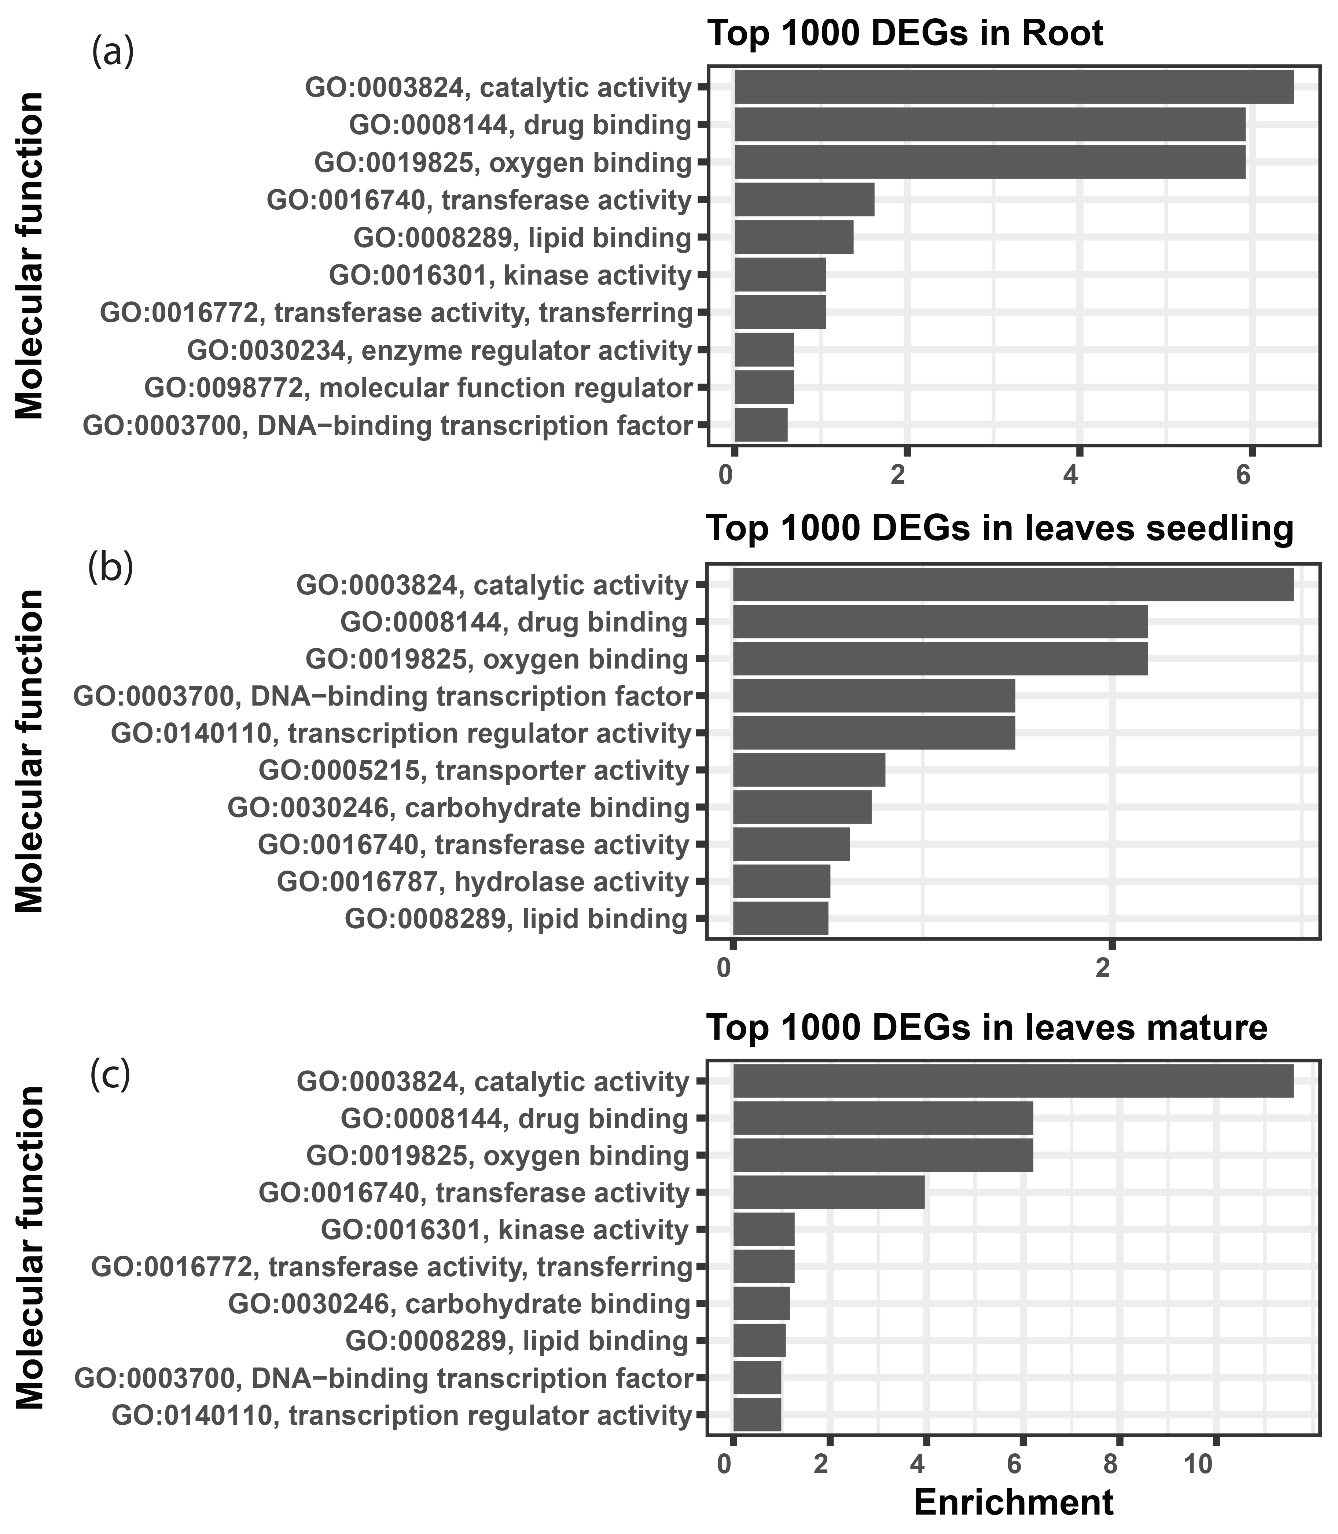 (a)
Top 1000 DEGs in Root
Molecular function
GO:0003824, catalytic activity
GO:0008144, drug binding
GO:0019825, oxygen binding
GO:0016740, transferase activity
GO:0008289, lipid binding
GO:0016301, kinase activity
GO:0016772, transferase activity, transferring
GO:0030234, enzyme regulator activity
GO:0098772, molecular function regulator
GO:0003700, DNA−binding transcription factor
0 2 4 6
(b)
Top 1000 DEGs in leaves seedling
Molecular function
GO:0003824, catalytic activity
GO:0008144, drug binding
GO:0019825, oxygen binding
GO:0003700, DNA−binding transcription factor
GO:0140110, transcription regulator activity
GO:0005215, transporter activity
GO:0030246, carbohydrate binding
GO:0016740, transferase activity
GO:0016787, hydrolase activity
GO:0008289, lipid binding
0 2
(c)
Top 1000 DEGs in leaves mature
Molecular function
GO:0003824, catalytic activity
GO:0008144, drug binding
GO:0019825, oxygen binding
GO:0016740, transferase activity
GO:0016301, kinase activity
GO:0016772, transferase activity, transferring
GO:0030246, carbohydrate binding
GO:0008289, lipid binding
GO:0003700, DNA−binding transcription factor
GO:0140110, transcription regulator activity
0 2 4 6 8 10
Enrichment